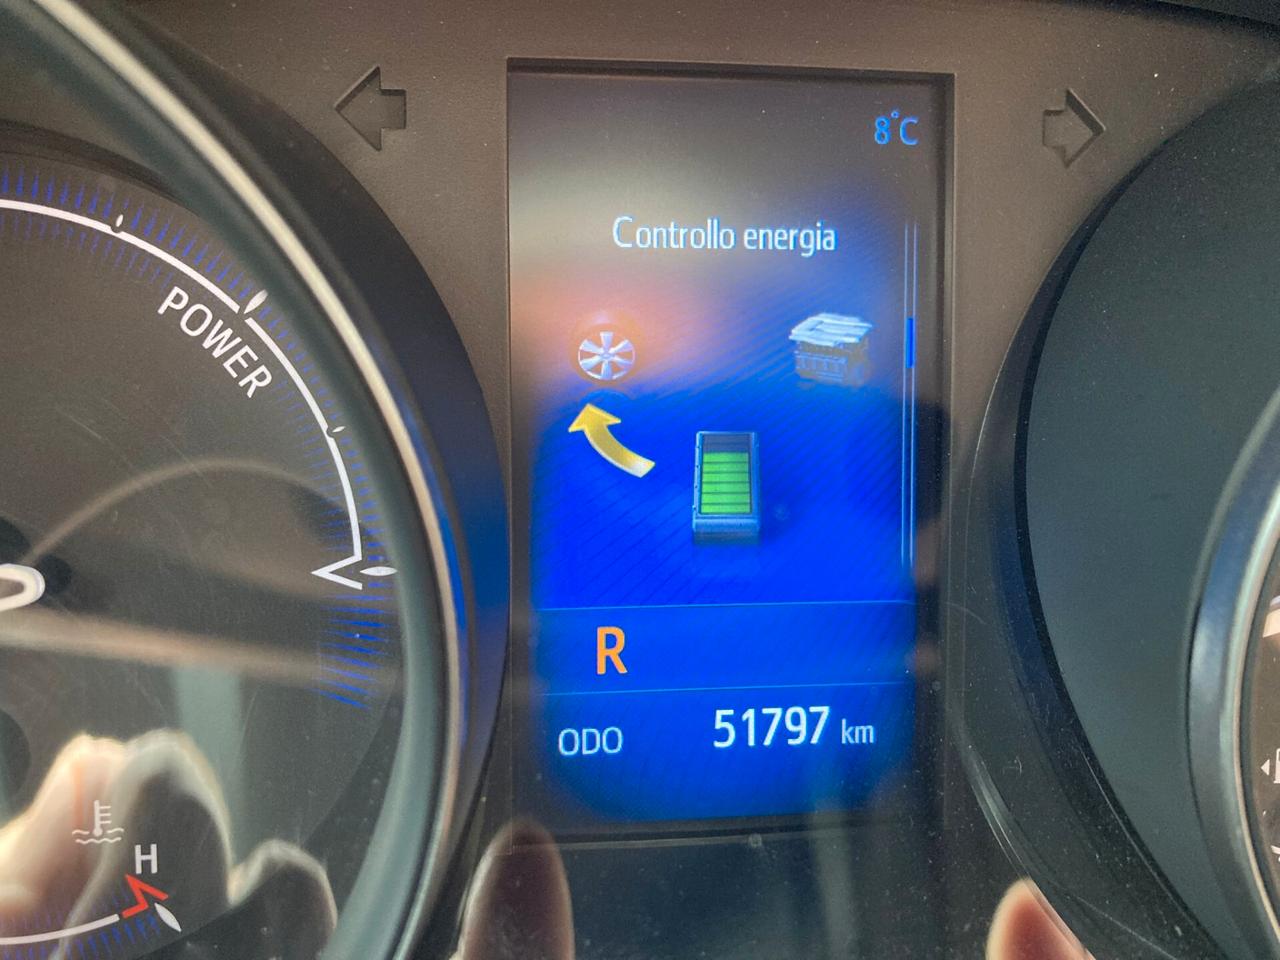 8°C
Controllo energia
POWER
R
ODO 51797 km
H